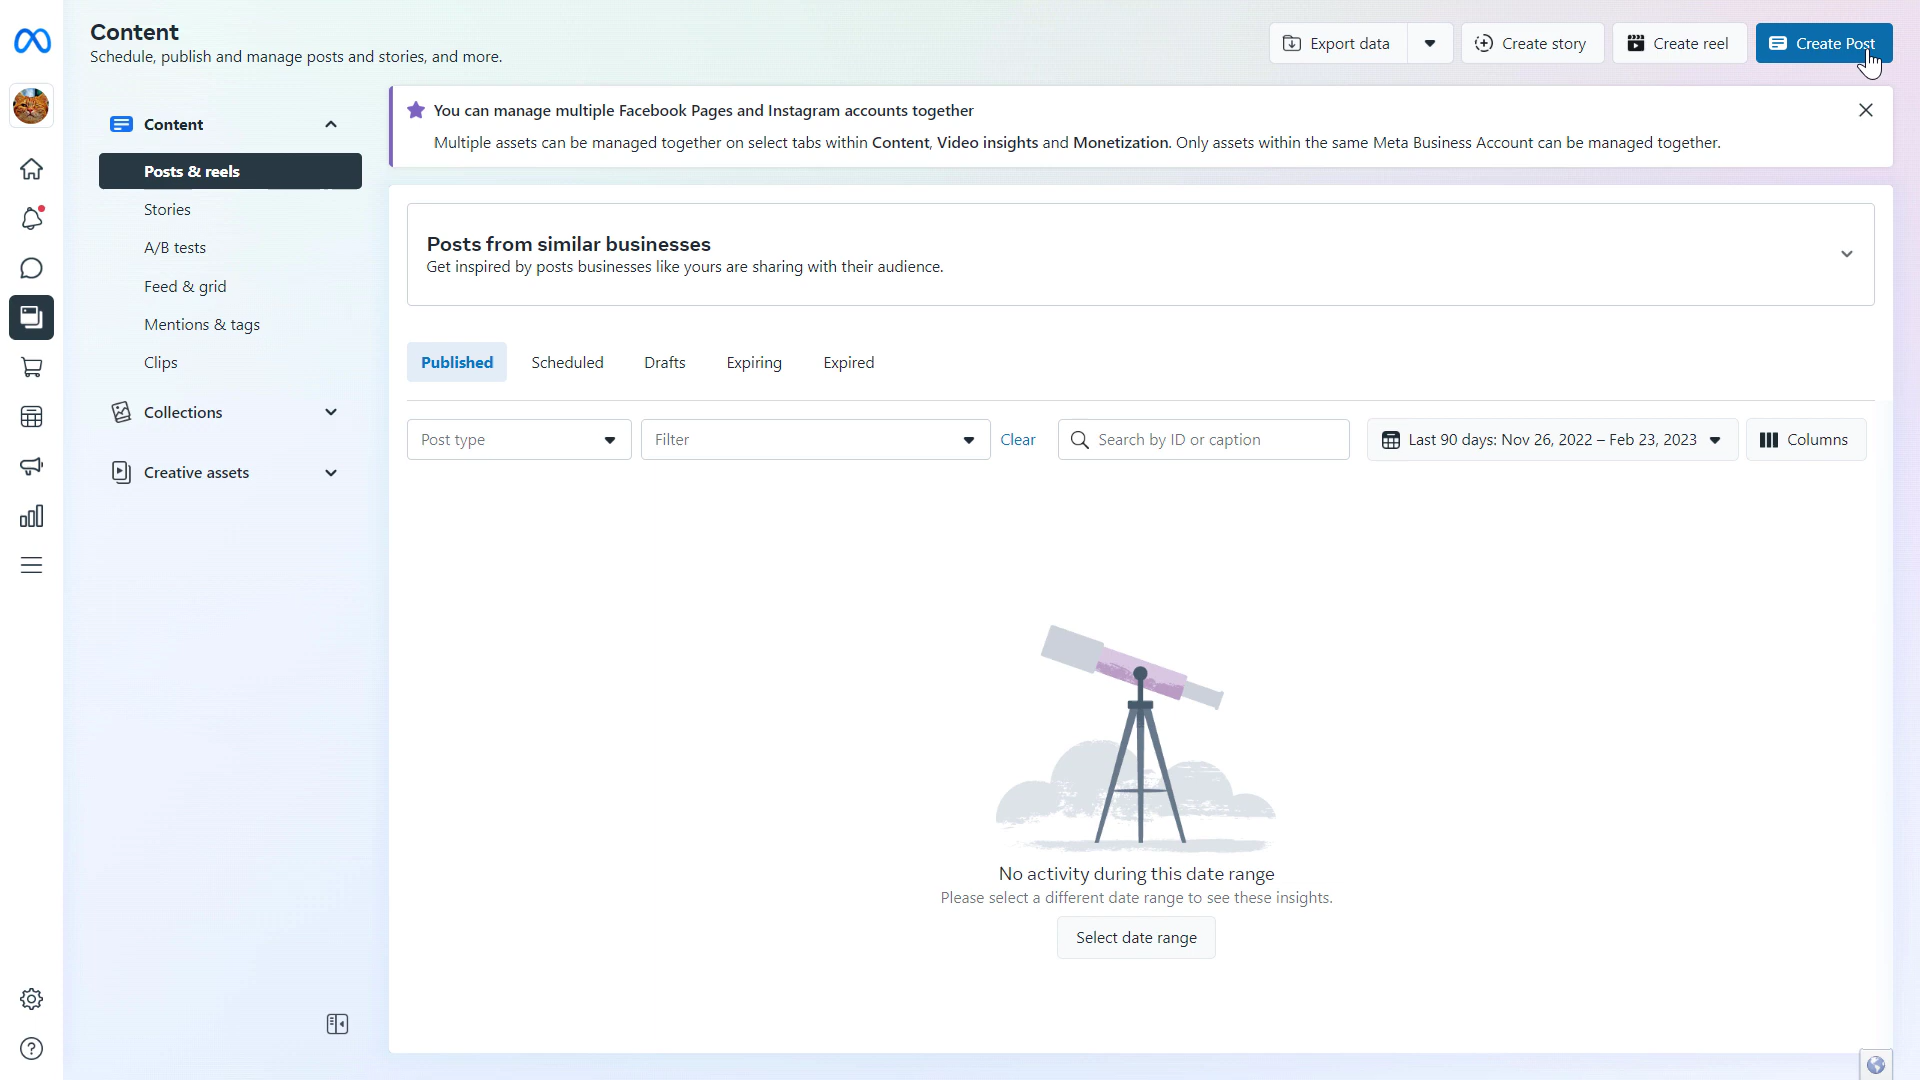 Content
Schedule, publish and manage posts and stories, and more.
Export data
Create story
Create reel
Create Post
You can manage multiple Facebook Pages and Instagram accounts together
Multiple assets can be managed together on select tabs within Content, Video insights and Monetization. Only assets within the same Meta Business Account can be managed together.
Content
Posts & reels
Stories
A/B tests
Feed & grid
Mentions & tags
Clips
Collections
Creative assets
Posts from similar businesses
Get inspired by posts businesses like yours are sharing with their audience.
Published
Scheduled
Drafts
Expiring
Expired
Post type
Filter
Clear
Search by ID or caption
Last 90 days: Nov 26, 2022 – Feb 23, 2023
Columns
No activity during this date range
Please select a different date range to see these insights.
Select date range